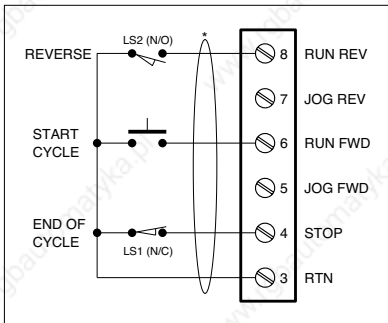 REVERSE LS2 (N/O) * 8 RUN REV
7 JOG REV
START
CYCLE
6 RUN FWD
5 JOG FWD
END OF
CYCLE
LS1 (N/C)
4 STOP
3 RTN